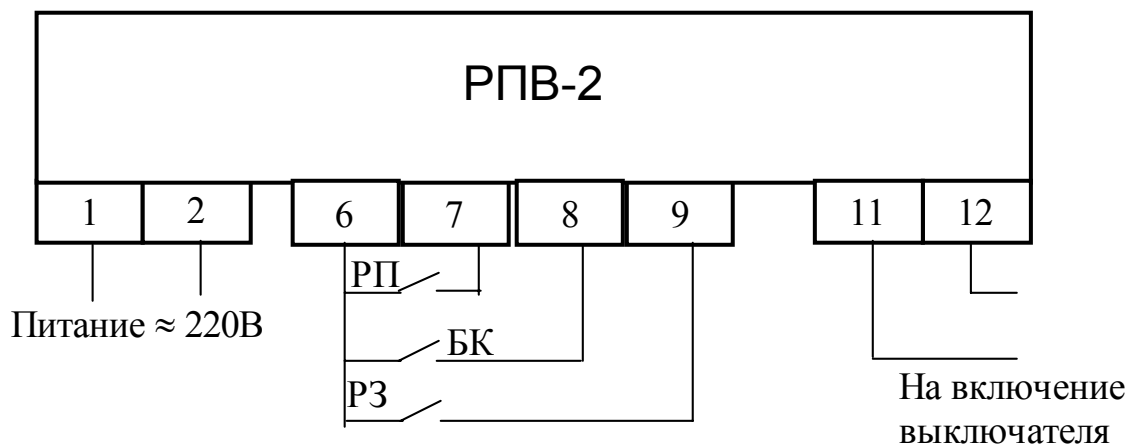 РПВ-2
1 2 6 7 8 9 11 12
РП
Питание ≈ 220В
БК
РЗ
На включение
выключателя